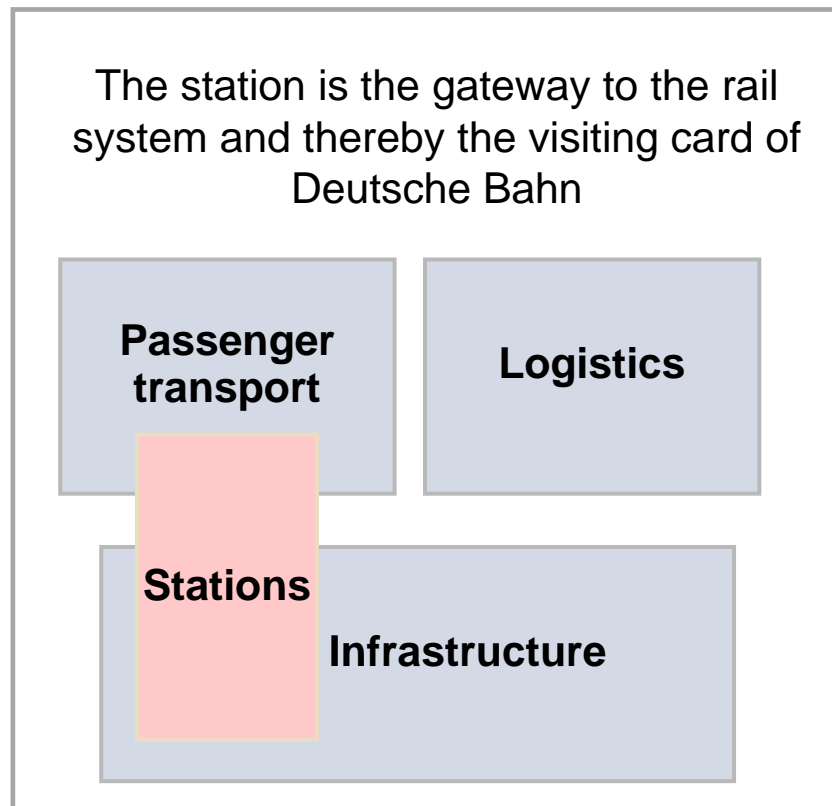 The station is the gateway to the rail
system and thereby the visiting card of
Deutsche Bahn
Passenger
transport
Logistics
Stations
Infrastructure